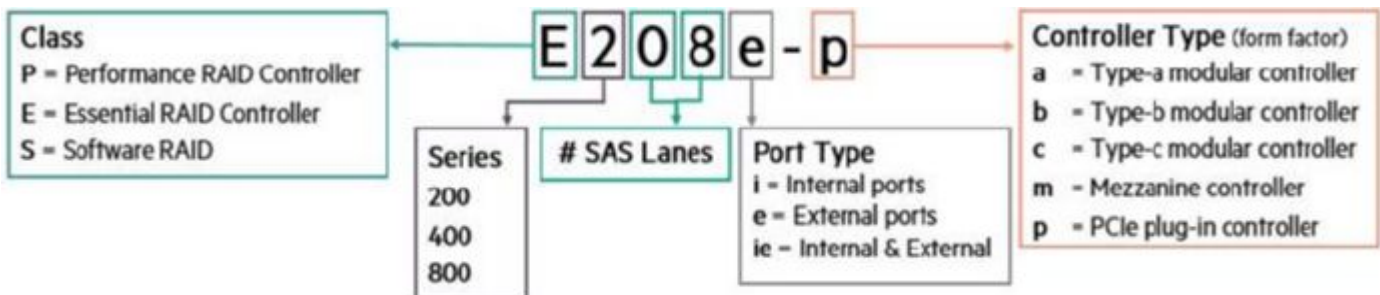 E208e-p
Class
P = Performance RAID Controller
E = Essential RAID Controller
S = Software RAID
Series
200
400
800
# SAS Lanes
Port Type
i = Internal ports
e = External ports
ie = Internal & External
Controller Type (form factor)
a = Type-a modular controller
b = Type-b modular controller
c = Type-c modular controller
m = Mezzanine controller
p = PCIe plug-in controller